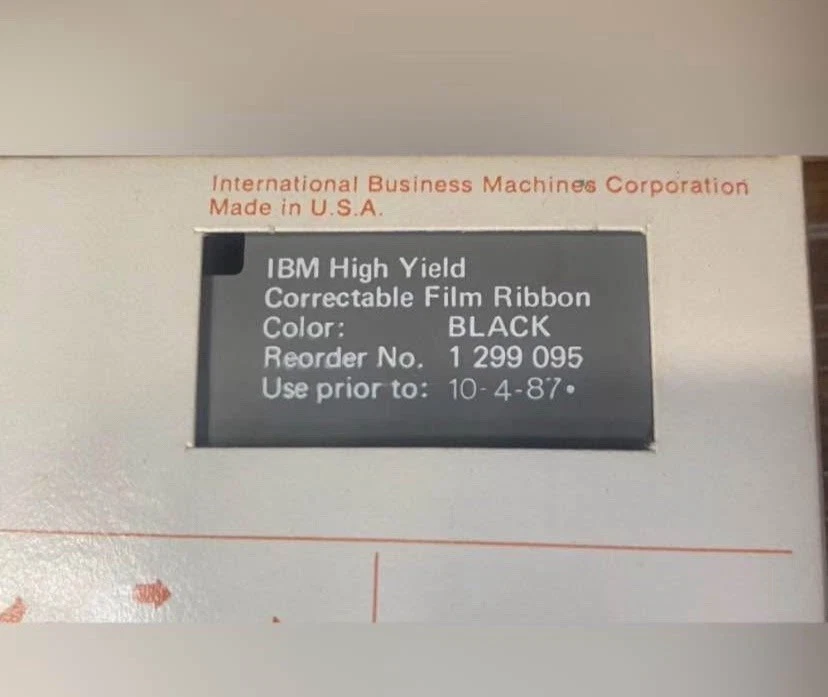 International Business Machines Corporation
Made in U.S.A.
IBM High Yield
Correctable Film Ribbon
Color: BLACK
Reorder No. 1 299 095
Use prior to: 10-4-87•